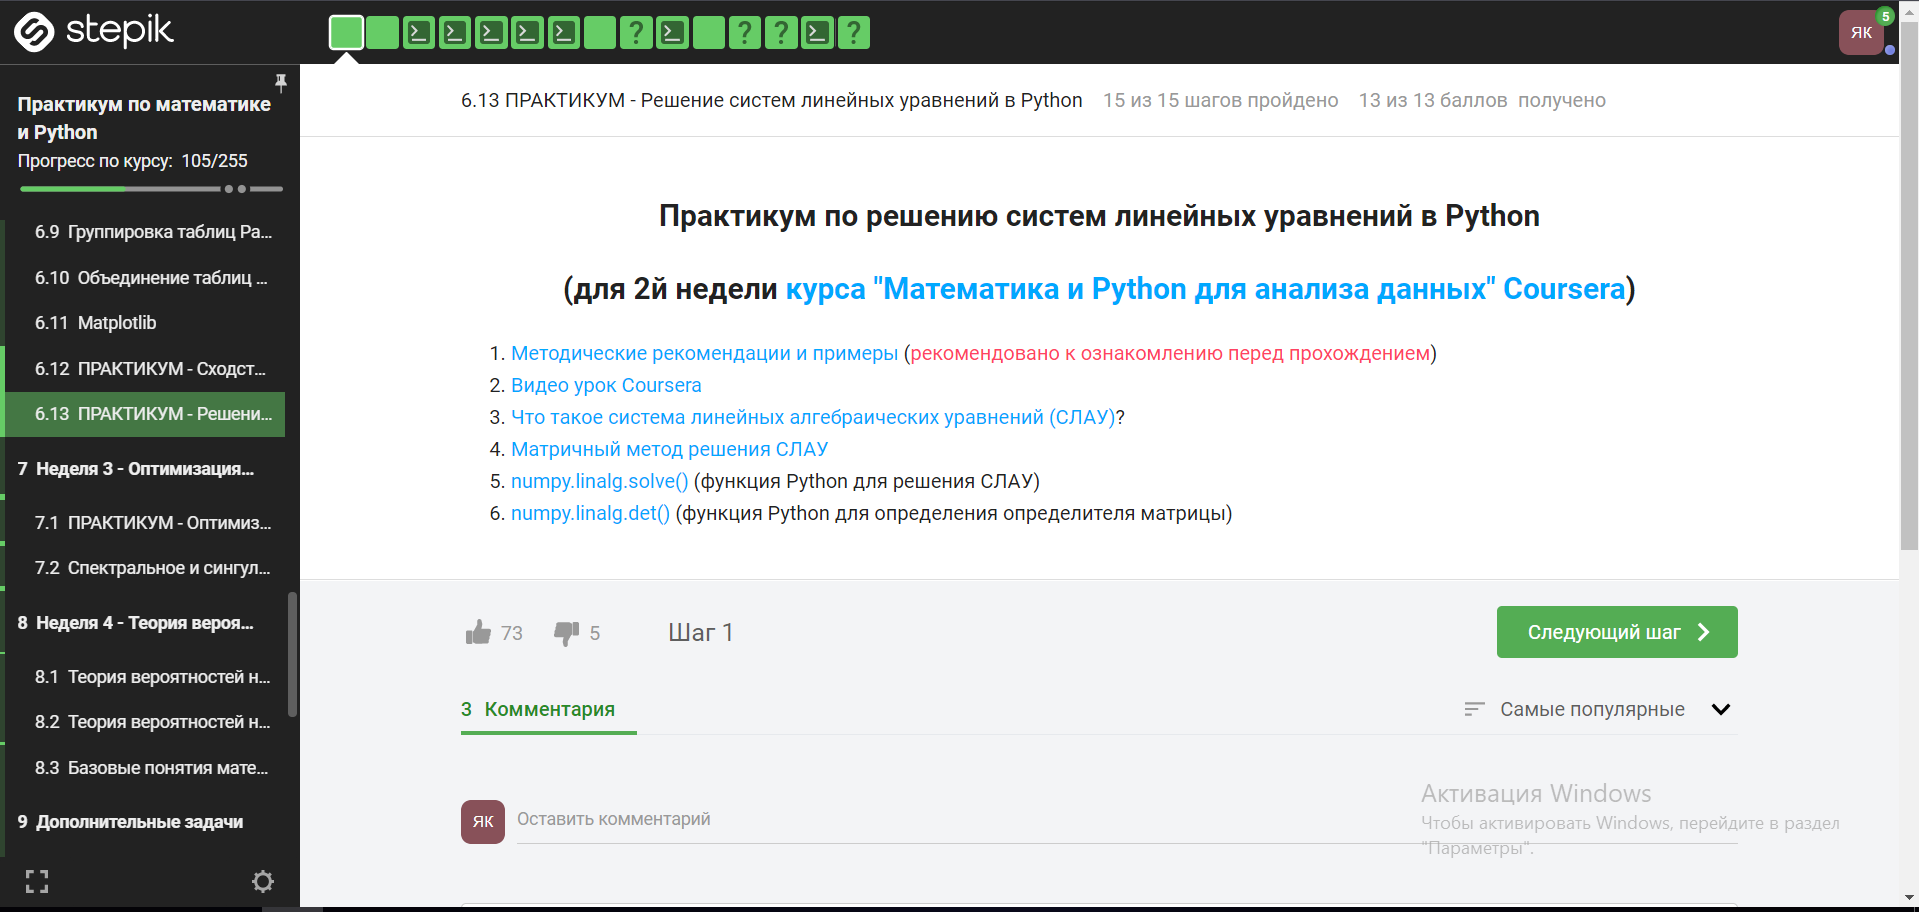 stepik
? ? ? ?
ЯК 5
Практикум по математике
и Python
Прогресс по курсу: 105/255
6.9 Группировка таблиц Pa...
6.10 Объединение таблиц ...
6.11 Matplotlib
6.12 ПРАКТИКУМ - Сходст...
6.13 ПРАКТИКУМ - Решени...
7 Неделя 3 - Оптимизация...
7.1 ПРАКТИКУМ - Оптимиз...
7.2 Спектральное и сингул...
8 Неделя 4 - Теория вероя...
8.1 Теория вероятностей н...
8.2 Теория вероятностей н...
8.3 Базовые понятия мате...
9 Дополнительные задачи
6.13 ПРАКТИКУМ - Решение систем линейных уравнений в Python 15 из 15 шагов пройдено 13 из 13 баллов получено
Практикум по решению систем линейных уравнений в Python
(для 2й недели курса "Математика и Python для анализа данных" Coursera)
1. Методические рекомендации и примеры (рекомендовано к ознакомлению перед прохождением)
2. Видео урок Coursera
3. Что такое система линейных алгебраических уравнений (СЛАУ)?
4. Матричный метод решения СЛАУ
5. numpy.linalg.solve() (функция Python для решения СЛАУ)
6. numpy.linalg.det() (функция Python для определения определителя матрицы)
73 5 Шаг 1 Следующий шаг
3 Комментария Самые популярные
ЯК Оставить комментарий
Активация Windows
Чтобы активировать Windows, перейдите в раздел
"Параметры".